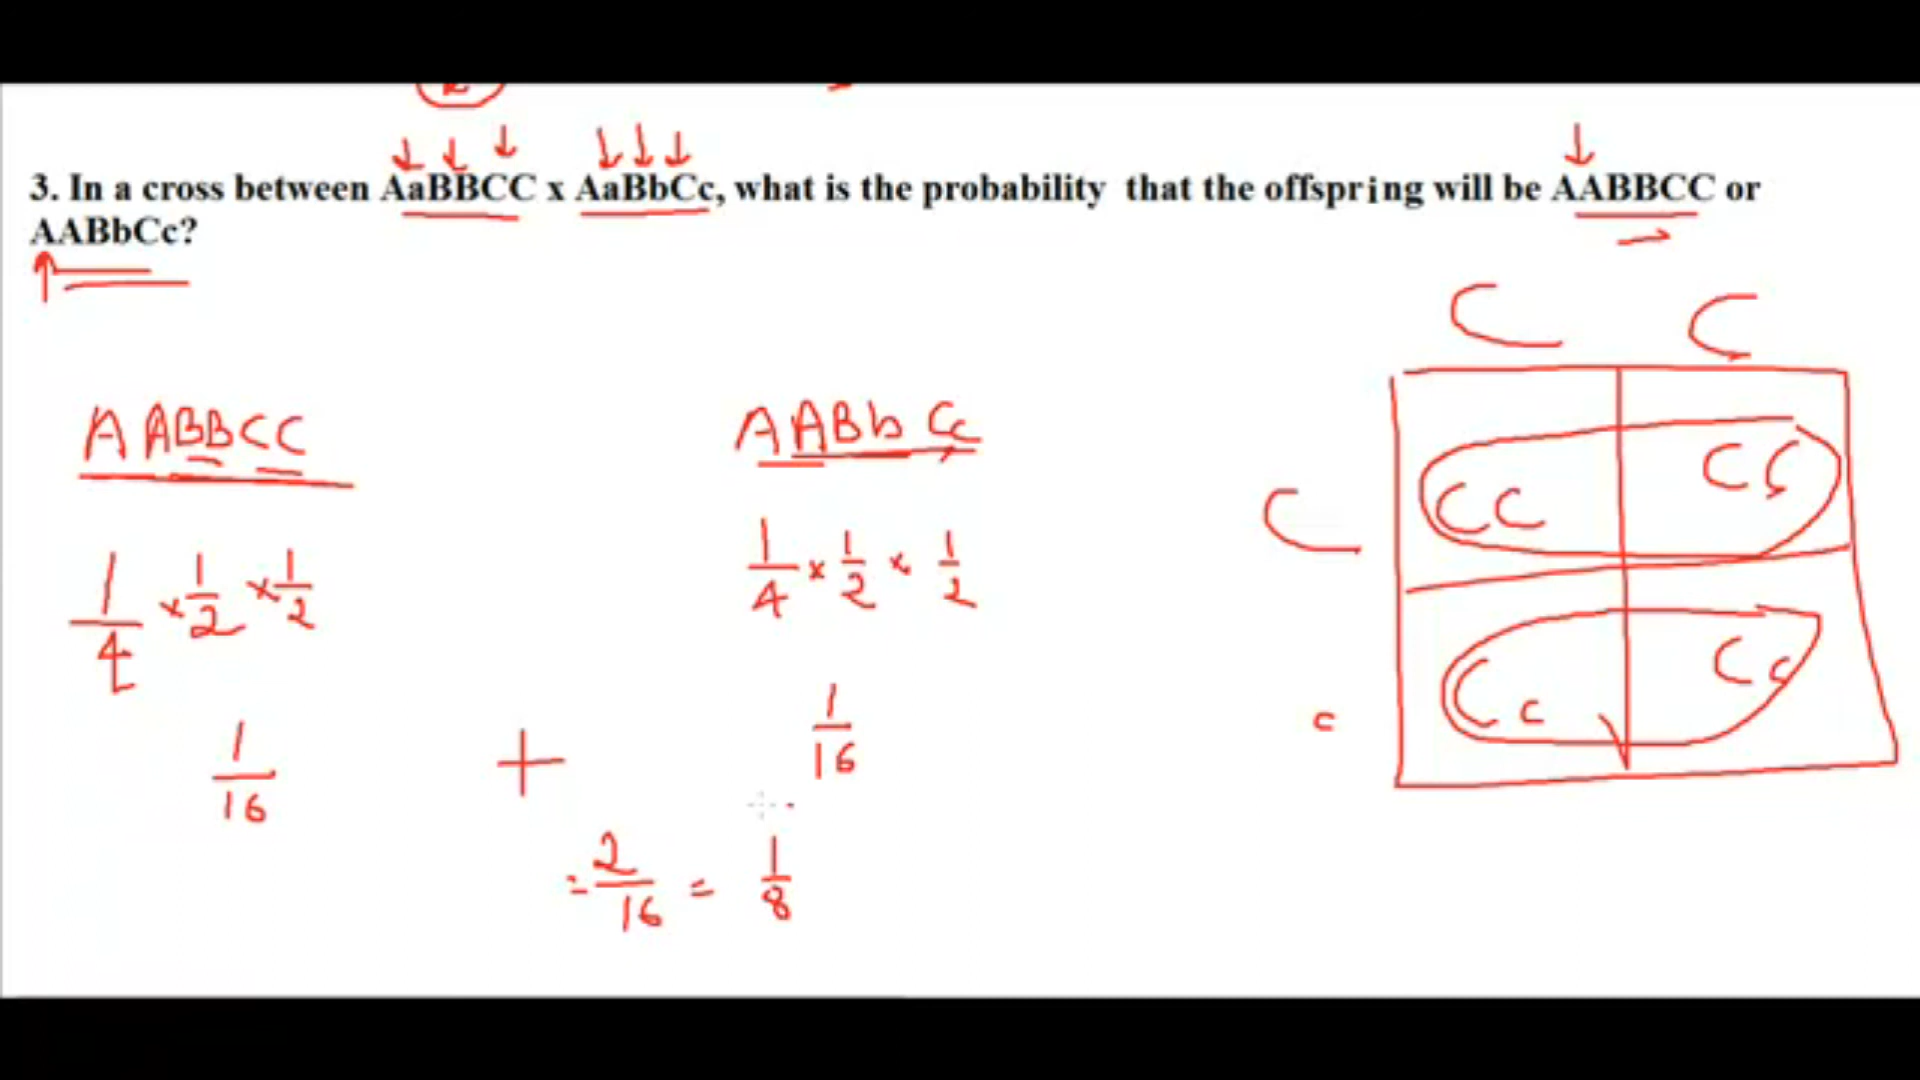 3. In a cross between AaBBCC x AaBbCc, what is the probability that the offspring will be AABBCC or
AABbCc?
C C
AABBCC
AABbCc
C
CC CC
1/4 × 1/2 × 1/2
1/4 × 1/2 × 1/2
c
Cc Cc
1/16 + 1/16
= 2/16 = 1/8